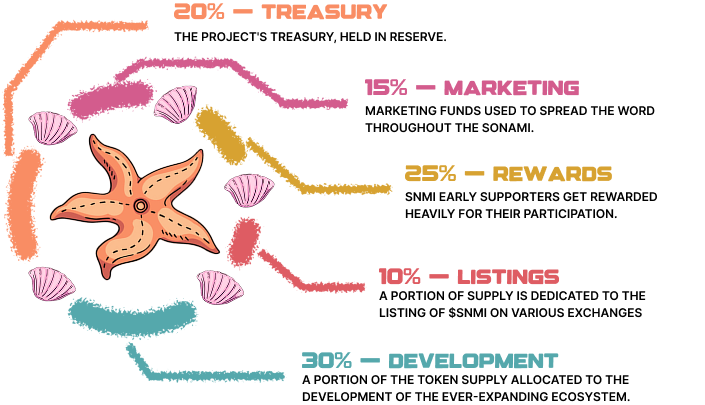 20% — TREASURY
THE PROJECT'S TREASURY, HELD IN RESERVE.
15% — MARKETING
MARKETING FUNDS USED TO SPREAD THE WORD
THROUGHOUT THE SONAMI.
25% — REWARDS
SNMI EARLY SUPPORTERS GET REWARDED
HEAVILY FOR THEIR PARTICIPATION.
10% — LISTINGS
A PORTION OF SUPPLY IS DEDICATED TO THE
LISTING OF $SNMI ON VARIOUS EXCHANGES
30% — DEVELOPMENT
A PORTION OF THE TOKEN SUPPLY ALLOCATED TO THE
DEVELOPMENT OF THE EVER-EXPANDING ECOSYSTEM.